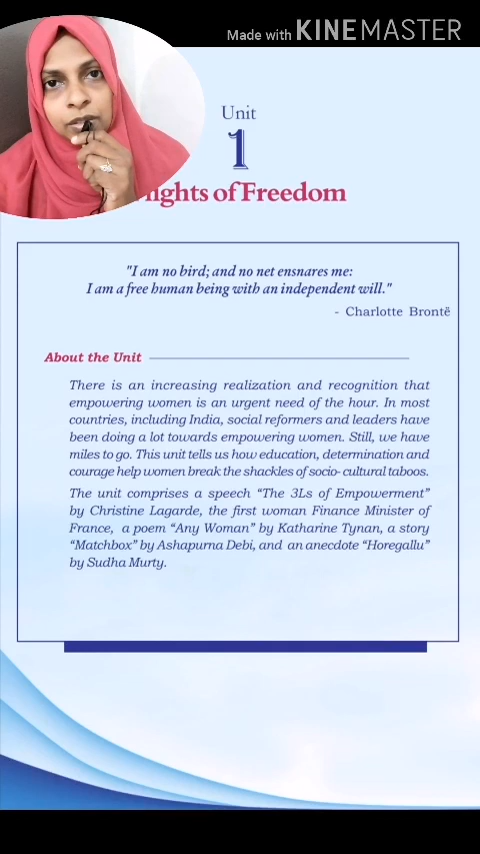 Made with KINEMASTER
Unit
1
of Freedom
"I am no bird; and no net ensnares me:
I am a free human being with an independent will."
- Charlotte Brontë
About the Unit
There is an increasing realization and recognition that
empowering women is an urgent need of the hour. In most
countries, including India, social reformers and leaders have
been doing a lot towards empowering women. Still, we have
miles to go. This unit tells us how education, determination and
courage help women break the shackles of socio- cultural taboos.
The unit comprises a speech “The 3Ls of Empowerment”
by Christine Lagarde, the first woman Finance Minister of
France, a poem “Any Woman” by Katharine Tynan, a story
“Matchbox” by Ashapurna Debi, and an anecdote “Horegallu”
by Sudha Murty.